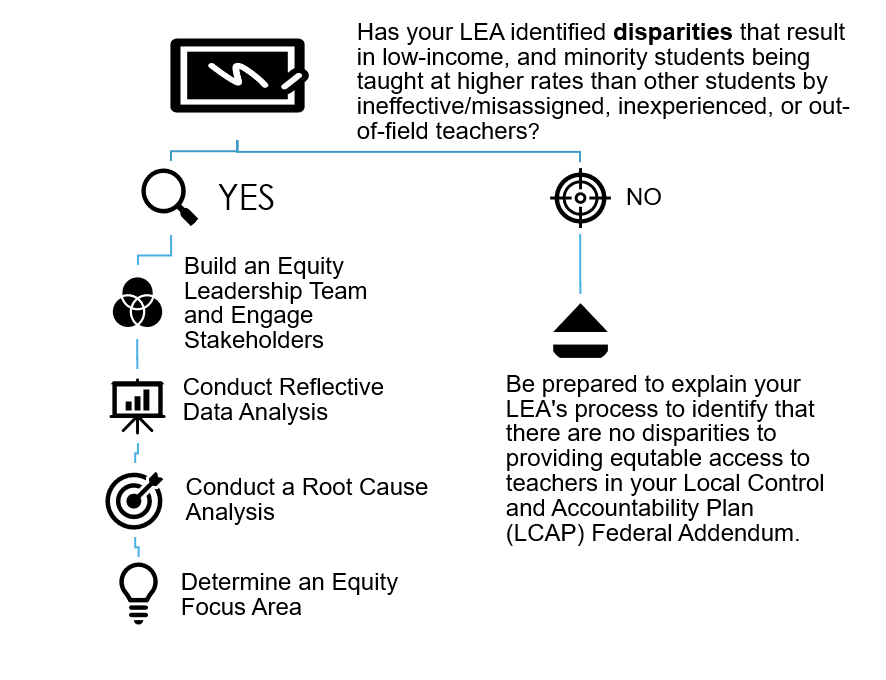 Has your LEA identified disparities that result
in low-income, and minority students being
taught at higher rates than other students by
ineffective/misassigned, inexperienced, or out-
of-field teachers?
YES
NO
Build an Equity
Leadership Team
and Engage
Stakeholders
Conduct Reflective
Data Analysis
Conduct a Root Cause
Analysis
Determine an Equity
Focus Area
Be prepared to explain your
LEA's process to identify that
there are no disparities to
providing equtable access to
teachers in your Local Control
and Accountability Plan
(LCAP) Federal Addendum.